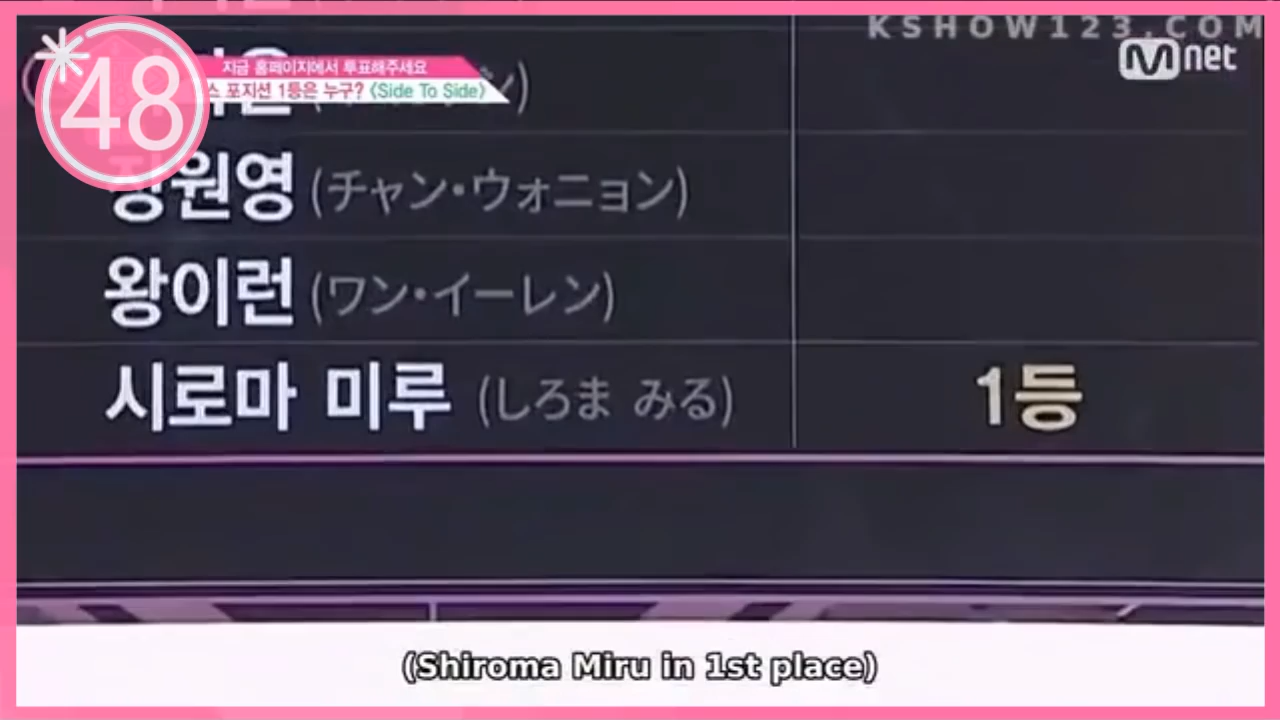 KSHOW123.COM
48
지금 홈페이지에서 투표해주세요
포지션 1등은 누구? 《Side To Side》
Mnet
장원영 (チャン・ウォニョン)
왕이런 (ワン・イーレン)
시로마 미루 (しろま みる) 1등
(Shiroma Miru in 1st place)